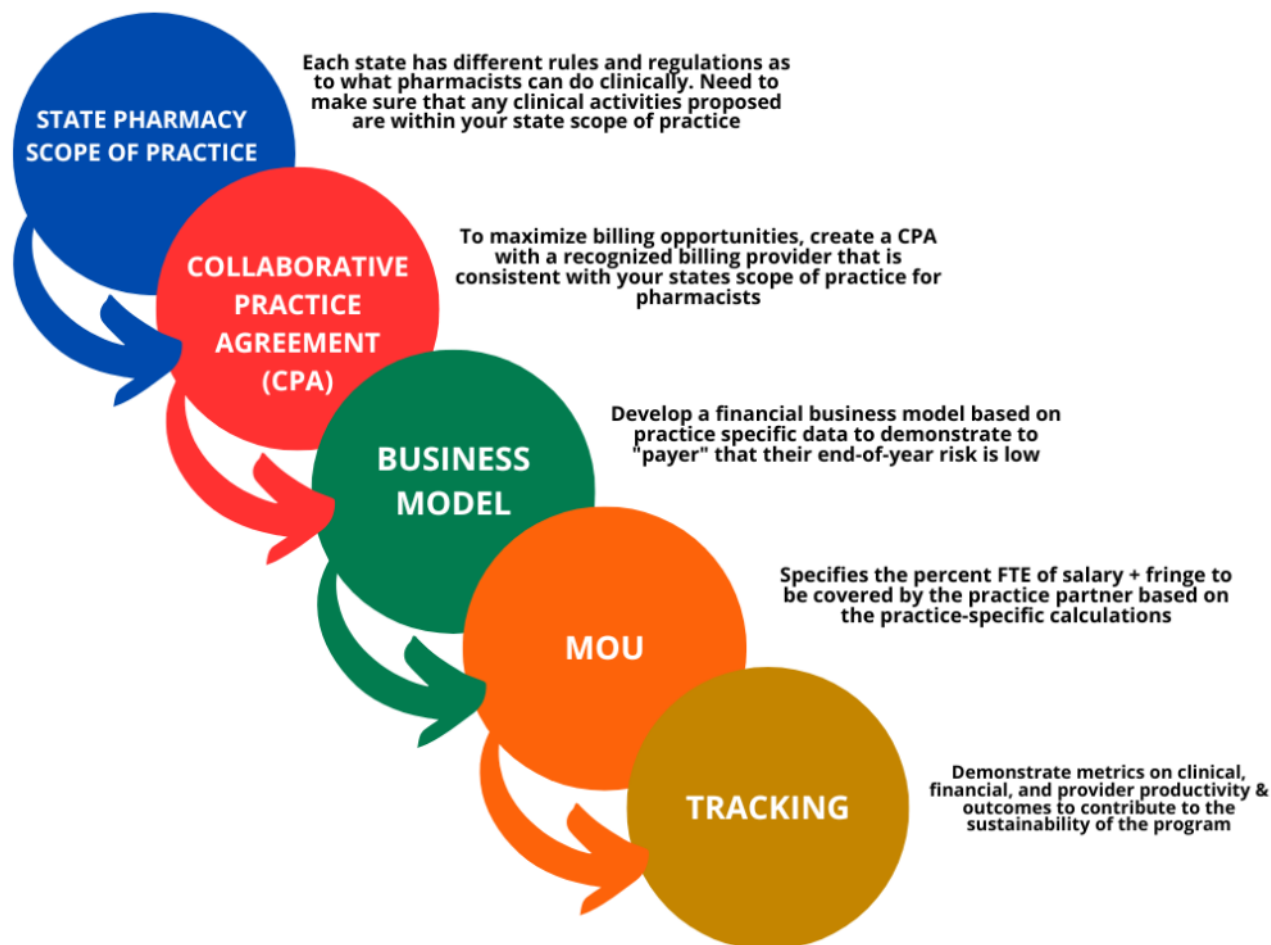 STATE PHARMACY
SCOPE OF PRACTICE
Each state has different rules and regulations as
to what pharmacists can do clinically. Need to
make sure that any clinical activities proposed
are within your state scope of practice
COLLABORATIVE
PRACTICE
AGREEMENT
(CPA)
To maximize billing opportunities, create a CPA
with a recognized billing provider that is
consistent with your states scope of practice for
pharmacists
BUSINESS
MODEL
Develop a financial business model based on
practice specific data to demonstrate to
"payer" that their end-of-year risk is low
MOU
Specifies the percent FTE of salary + fringe to
be covered by the practice partner based on
the practice-specific calculations
TRACKING
Demonstrate metrics on clinical,
financial, and provider productivity &
outcomes to contribute to the
sustainability of the program